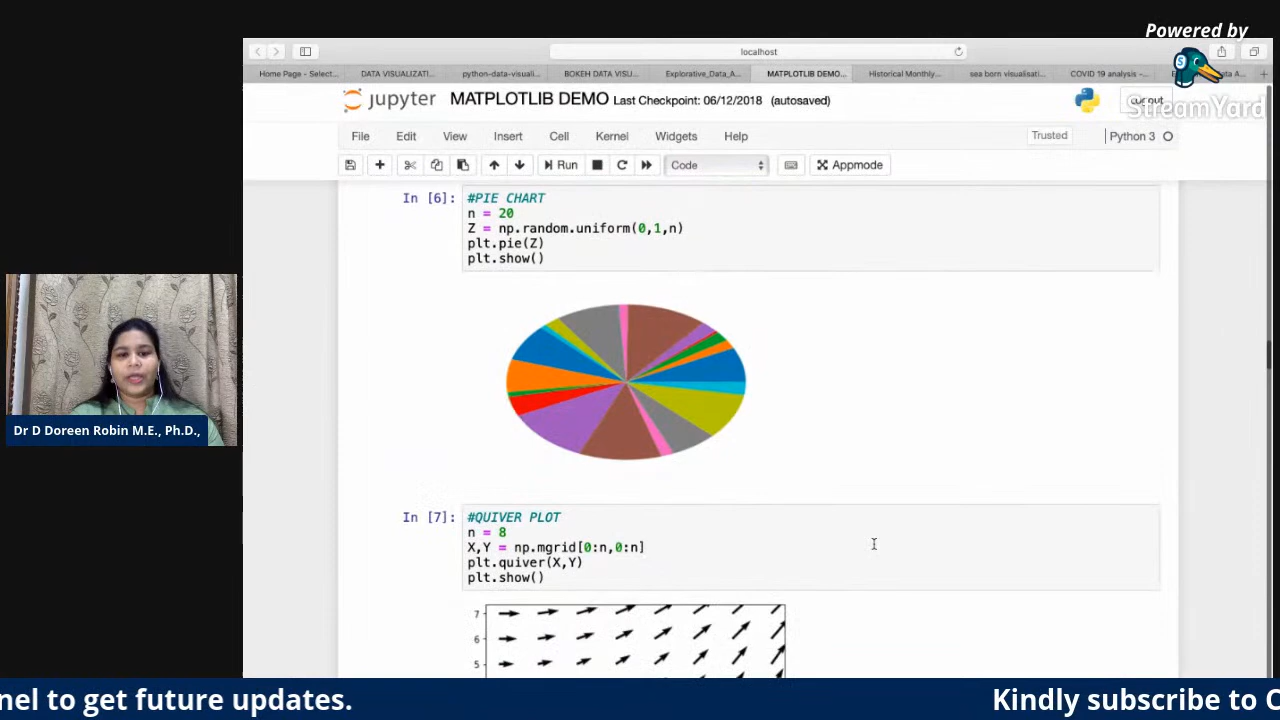 Powered by
StreamYard
localhost
Home Page - Select...
DATA VISUALIZATI...
python-data-visuali...
BOKEH DATA VISU...
Explorative_Data_A...
MATPLOTLIB DEMO...
Historical Monthly...
sea born visualisati...
COVID 19 analysis -...
jupyter MATPLOTLIB DEMO Last Checkpoint: 06/12/2018 (autosaved)
File Edit View Insert Cell Kernel Widgets Help
Trusted
Python 3
Run
Code
Appmode
In [6]:
#PIE CHART
n = 20
Z = np.random.uniform(0,1,n)
plt.pie(Z)
plt.show()
In [7]:
#QUIVER PLOT
n = 8
X,Y = np.mgrid[0:n,0:n]
plt.quiver(X,Y)
plt.show()
7
6
5
Dr D Doreen Robin M.E., Ph.D.,
nel to get future updates.
Kindly subscribe to C